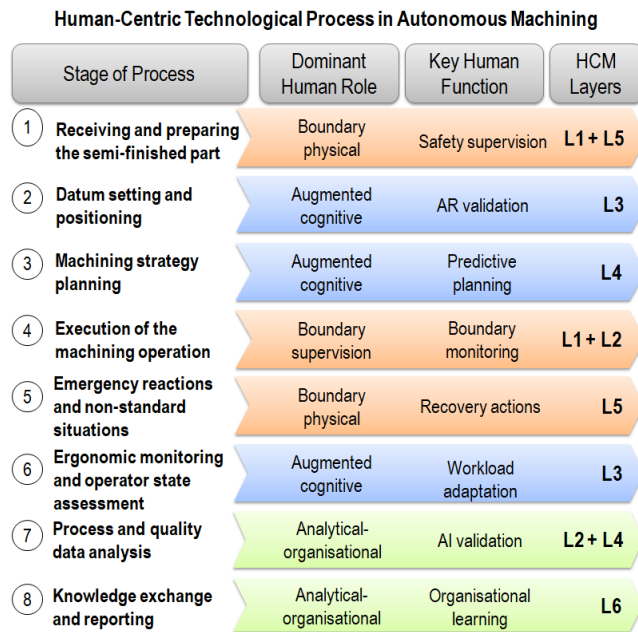 Human-Centric Technological Process in Autonomous Machining
Stage of Process
Dominant
Human Role
Key Human
Function
HCM
Layers
1
Receiving and preparing
the semi-finished part
Boundary
physical
Safety supervision
L1 + L5
2
Datum setting and
positioning
Augmented
cognitive
AR validation
L3
3
Machining strategy
planning
Augmented
cognitive
Predictive
planning
L4
4
Execution of the
machining operation
Boundary
supervision
Boundary
monitoring
L1 + L2
5
Emergency reactions
and non-standard
situations
Boundary
physical
Recovery actions
L5
6
Ergonomic monitoring
and operator state
assessment
Augmented
cognitive
Workload
adaptation
L3
7
Process and quality
data analysis
Analytical-
organisational
AI validation
L2 + L4
8
Knowledge exchange
and reporting
Analytical-
organisational
Organisational
learning
L6